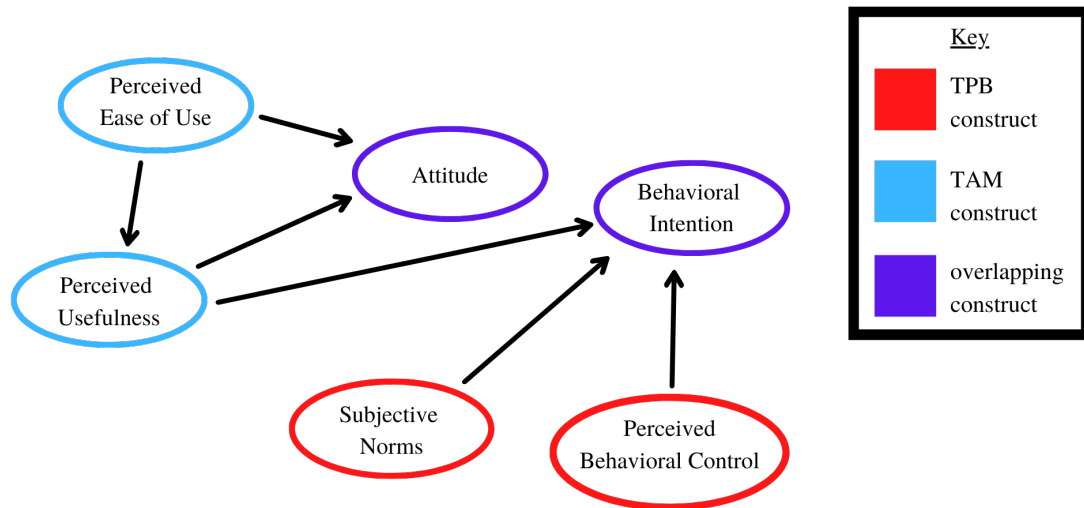 Perceived
Ease of Use
Attitude
Behavioral
Intention
Perceived
Usefulness
Subjective
Norms
Perceived
Behavioral Control
Key
TPB
construct
TAM
construct
overlapping
construct